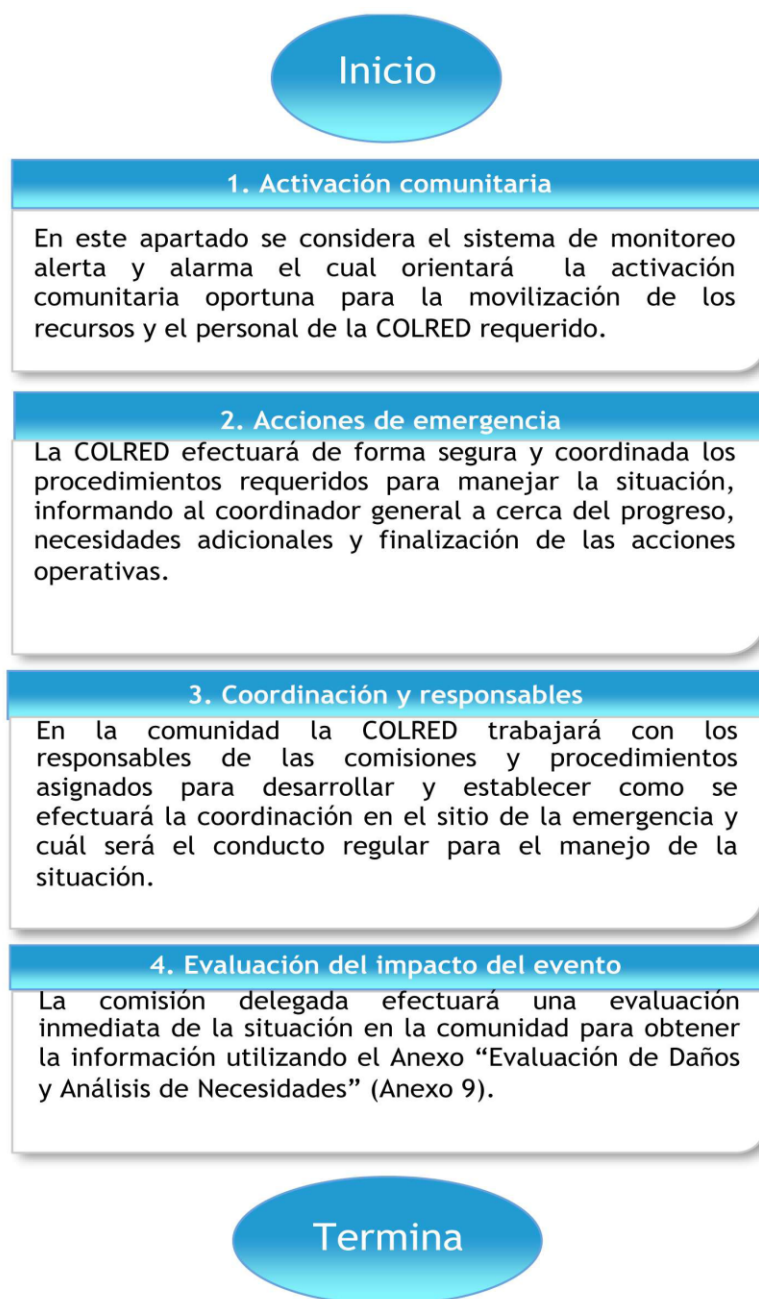 Inicio
1. Activación comunitaria
En este apartado se considera el sistema de monitoreo
alerta y alarma el cual orientará la activación
comunitaria oportuna para la movilización de los
recursos y el personal de la COLRED requerido.
2. Acciones de emergencia
La COLRED efectuará de forma segura y coordinada los
procedimientos requeridos para manejar la situación,
informando al coordinador general a cerca del progreso,
necesidades adicionales y finalización de las acciones
operativas.
3. Coordinación y responsables
En la comunidad la COLRED trabajará con los
responsables de las comisiones y procedimientos
asignados para desarrollar y establecer como se
efectuará la coordinación en el sitio de la emergencia y
cuál será el conducto regular para el manejo de la
situación.
4. Evaluación del impacto del evento
La comisión delegada efectuará una evaluación
inmediata de la situación en la comunidad para obtener
la información utilizando el Anexo “Evaluación de Daños
y Análisis de Necesidades” (Anexo 9).
Termina